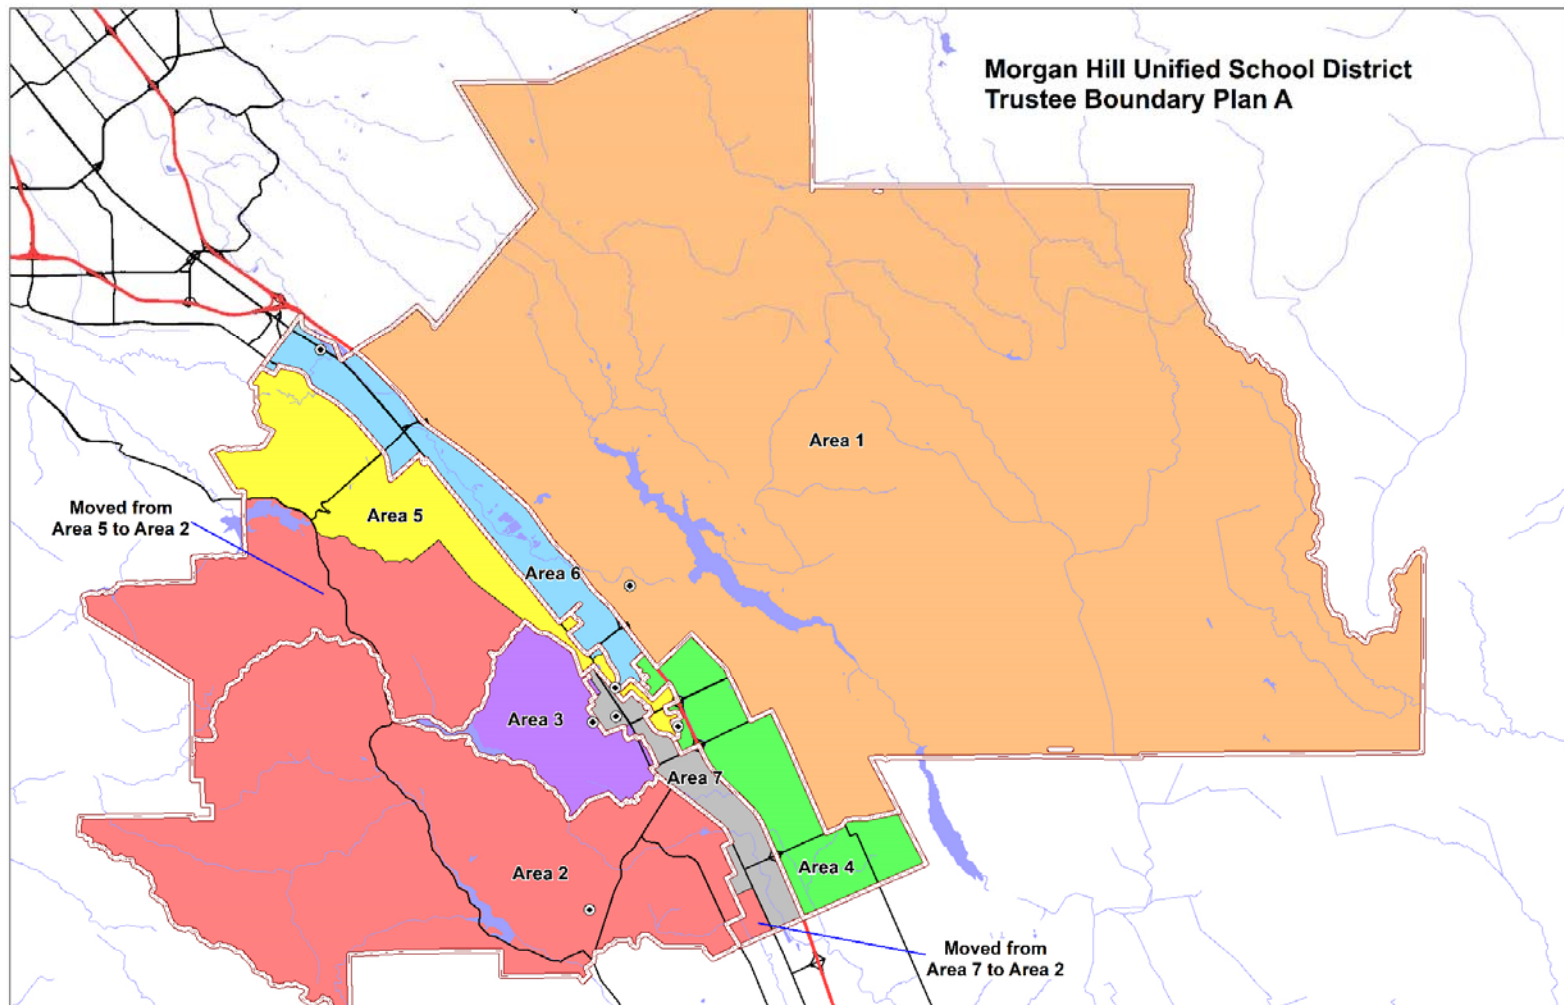 Morgan Hill Unified School District
Trustee Boundary Plan A
Area 1
Moved from
Area 5 to Area 2
Area 5
Area 6
Area 3
Area 7
Area 2
Area 4
Moved from
Area 7 to Area 2